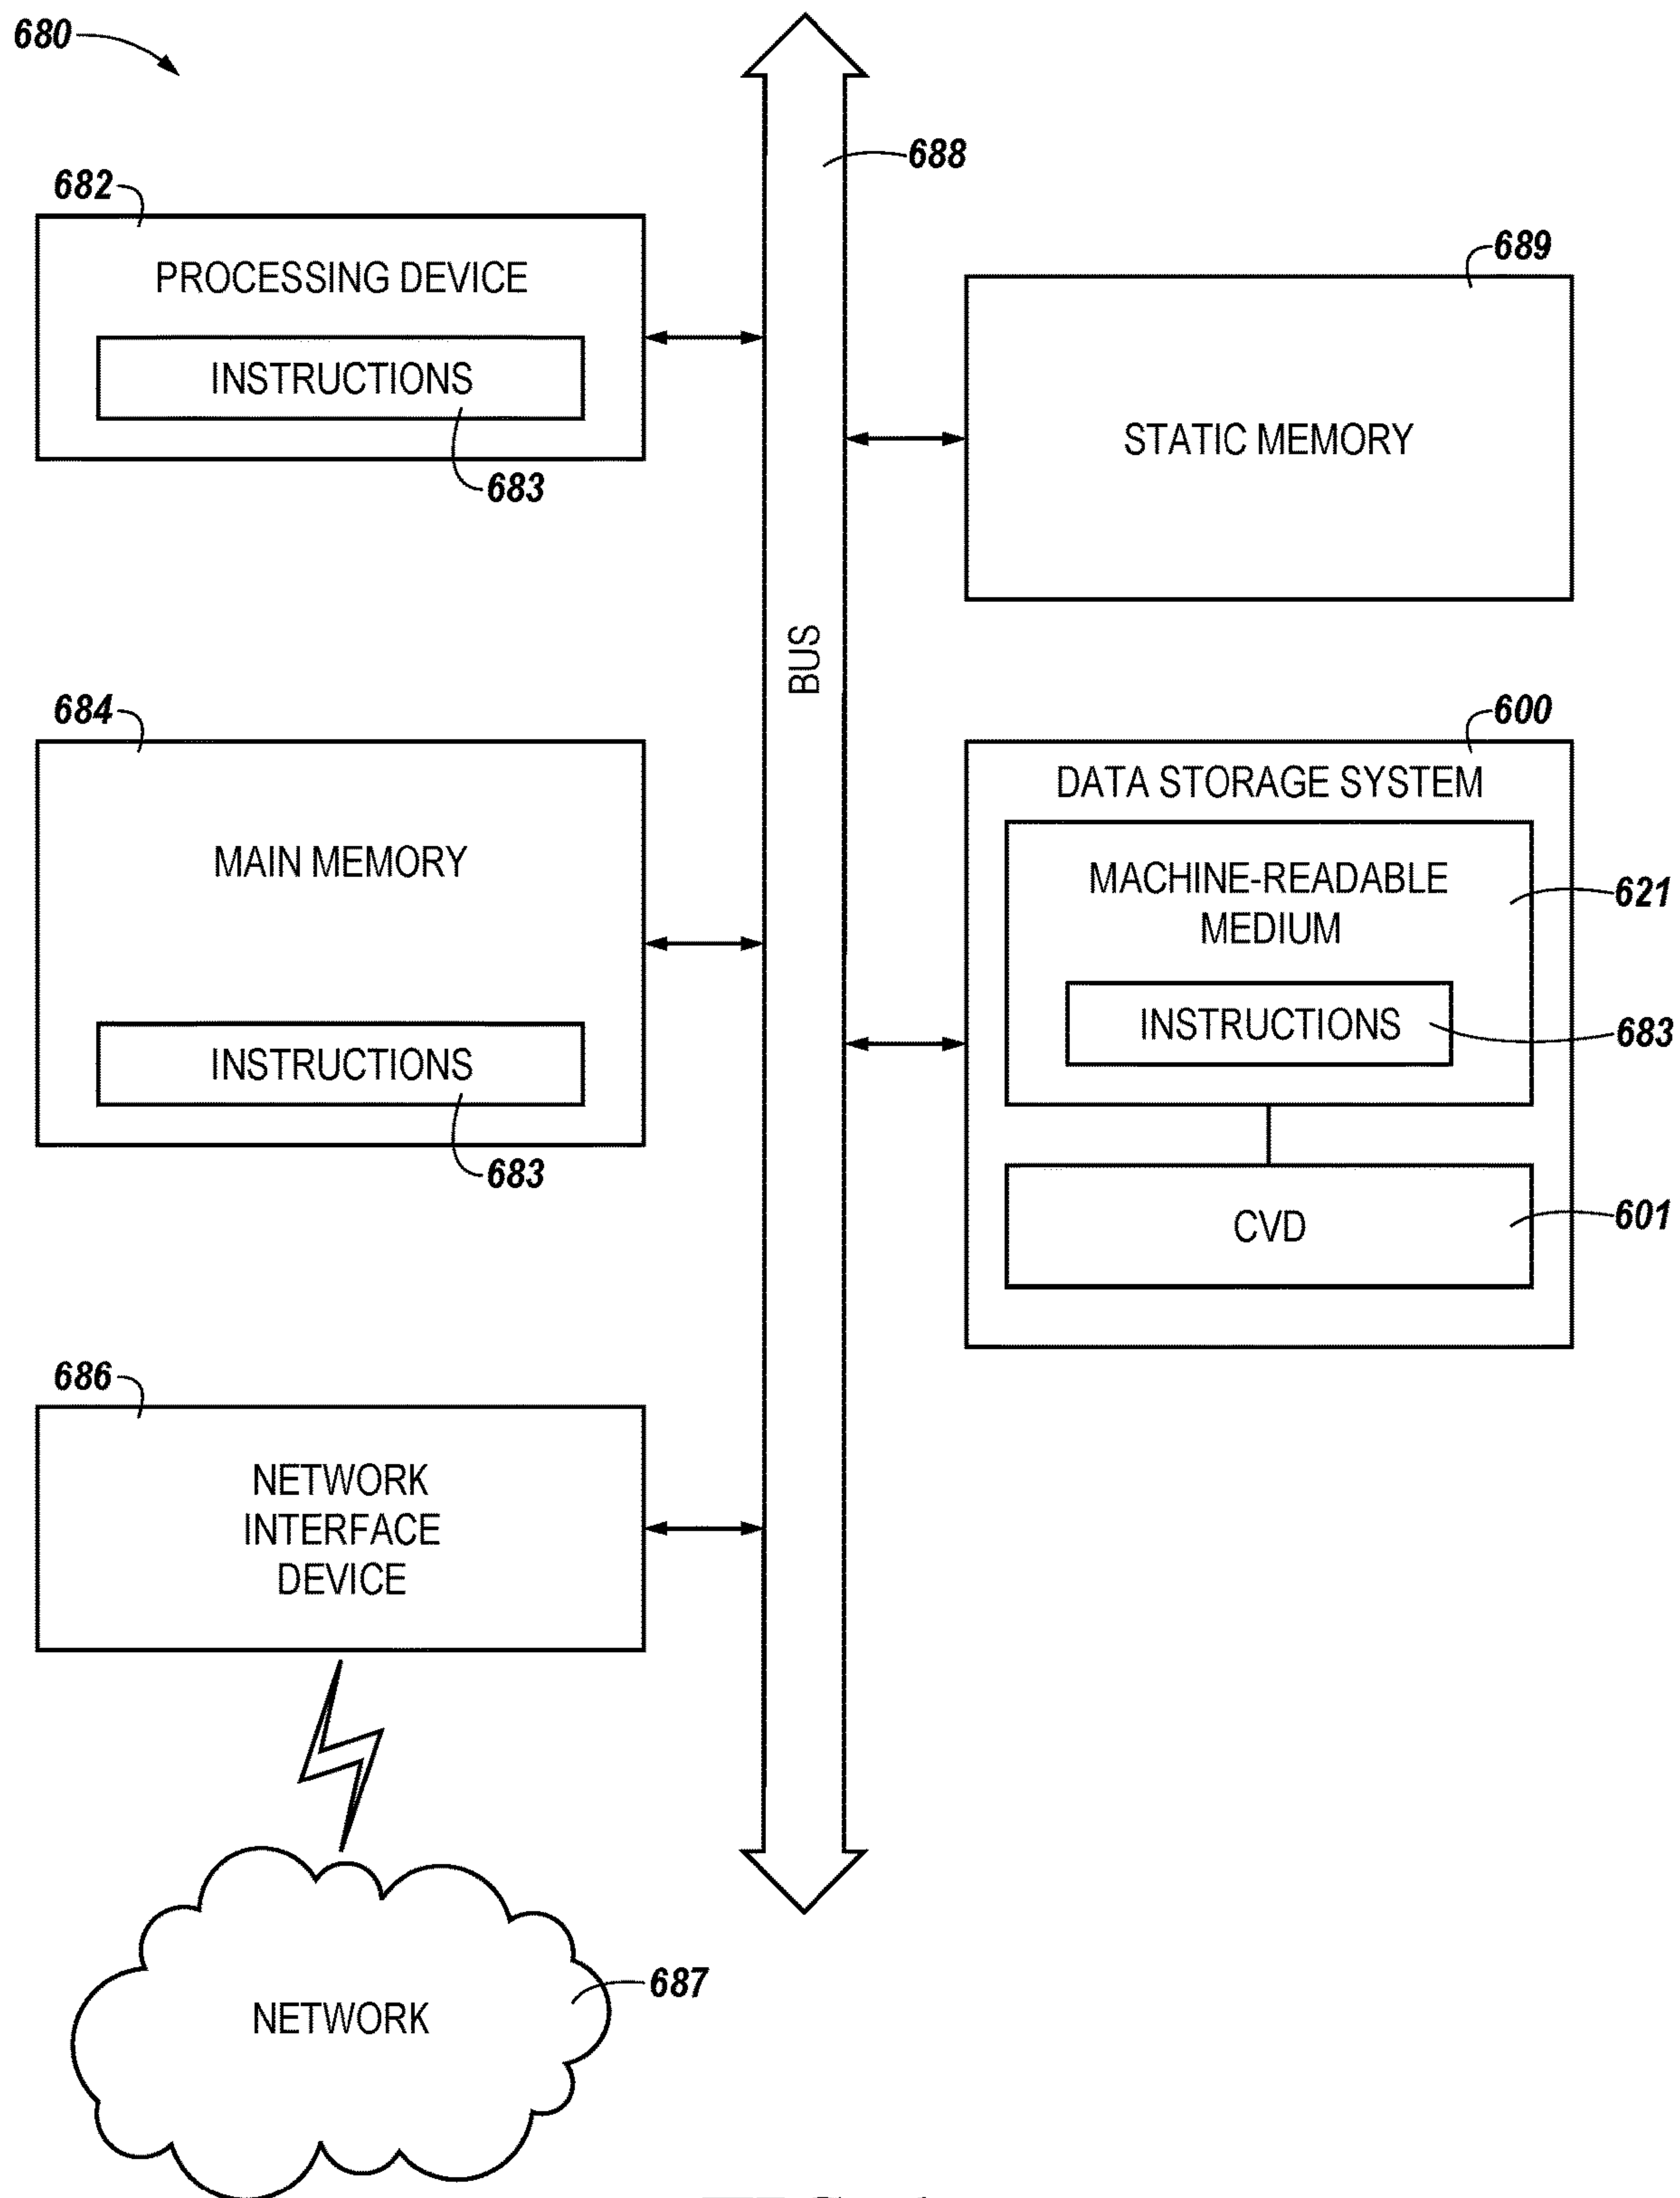 680
688
682
PROCESSING DEVICE
INSTRUCTIONS
683
689
STATIC MEMORY
BUS
684
MAIN MEMORY
INSTRUCTIONS
683
600
DATA STORAGE SYSTEM
MACHINE-READABLE
MEDIUM
621
INSTRUCTIONS
683
CVD
601
686
NETWORK
INTERFACE
DEVICE
NETWORK
687